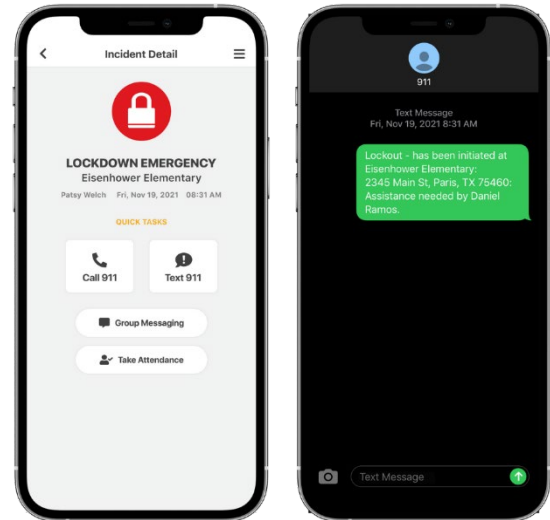 Incident Detail
LOCKDOWN EMERGENCY
Eisenhower Elementary
Patsy Welch Fri, Nov 19, 2021 08:31 AM
QUICK TASKS
Call 911
Text 911
Group Messaging
Take Attendance
911
Text Message
Fri, Nov 19, 2021 8:31 AM
Lockout - has been initiated at
Eisenhower Elementary:
2345 Main St, Paris, TX 75460:
Assistance needed by Daniel
Ramos.
Text Message